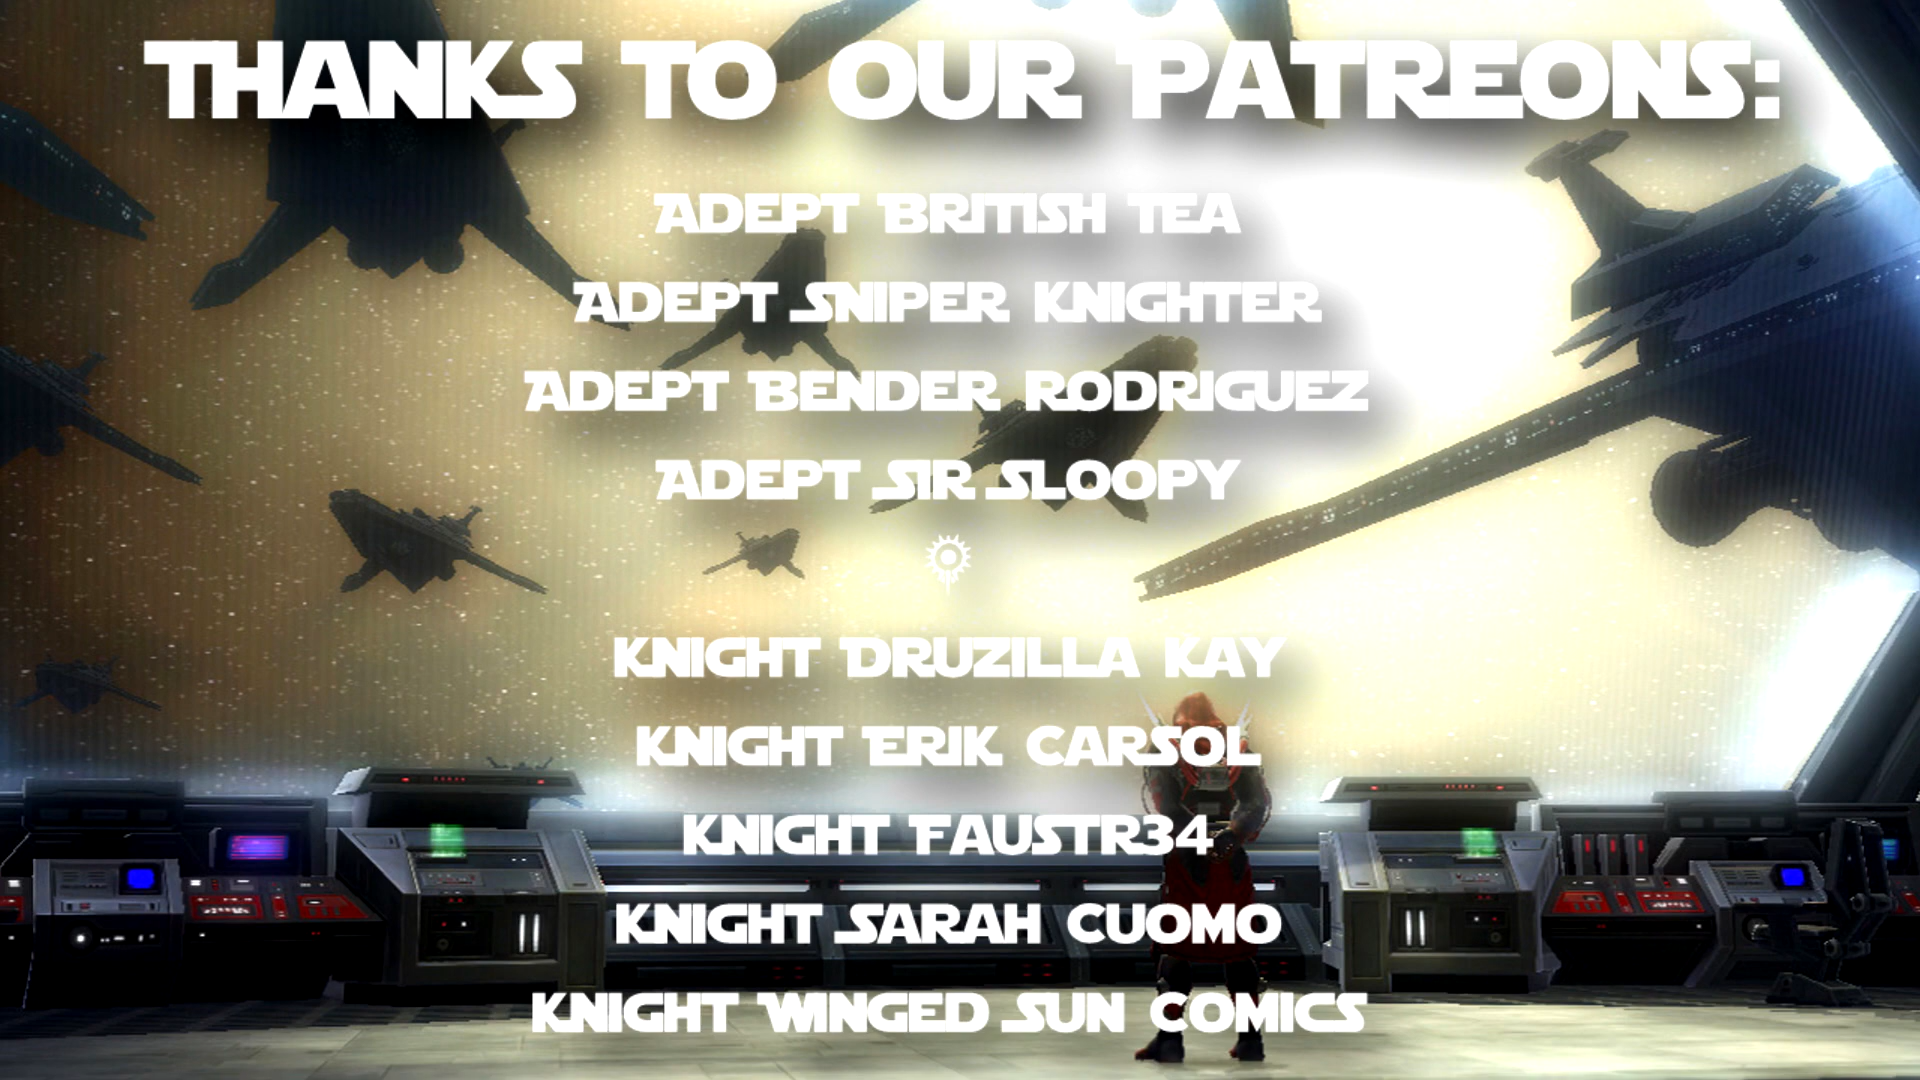 Thanks to our Patreons:
Adept British Tea
Adept Sniper Knighter
Adept Bender Rodriguez
Adept Sir Sloopy
Knight Druzilla Kay
Knight Erik Carsol
Knight Faustr34
Knight Sarah Cuomo
Knight Winged Sun Comics